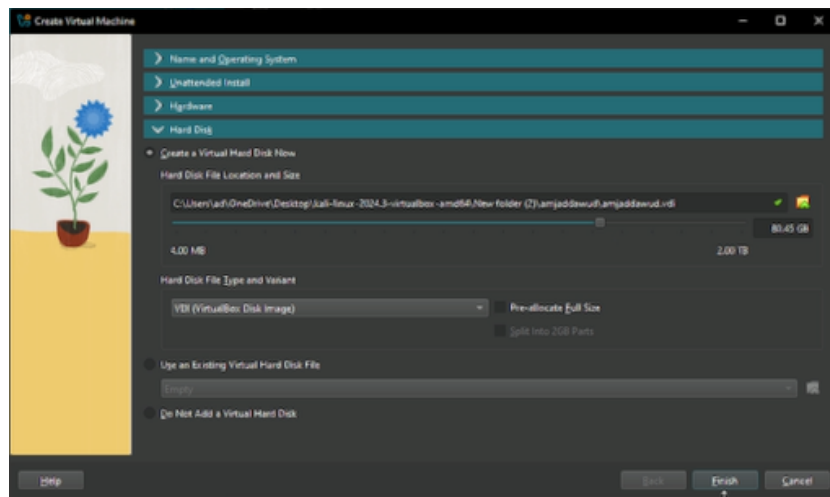 Create Virtual Machine
Name and Operating System
Unattended Install
Hardware
Hard Disk
Create a Virtual Hard Disk Now
Hard Disk File Location and Size
C:\Users\ad\OneDrive\Desktop\kali-linux-2024.3-virtualbox-amd64\New folder (2)\amjaddawud\amjaddawud.vdi
80.45 GB
4.00 MB 2.00 TB
Hard Disk File Type and Variant
VDI (VirtualBox Disk Image) Pre-allocate Full Size
Split Into 2GB Parts
Use an Existing Virtual Hard Disk File
Empty
Do Not Add a Virtual Hard Disk
Help Back Finish Cancel